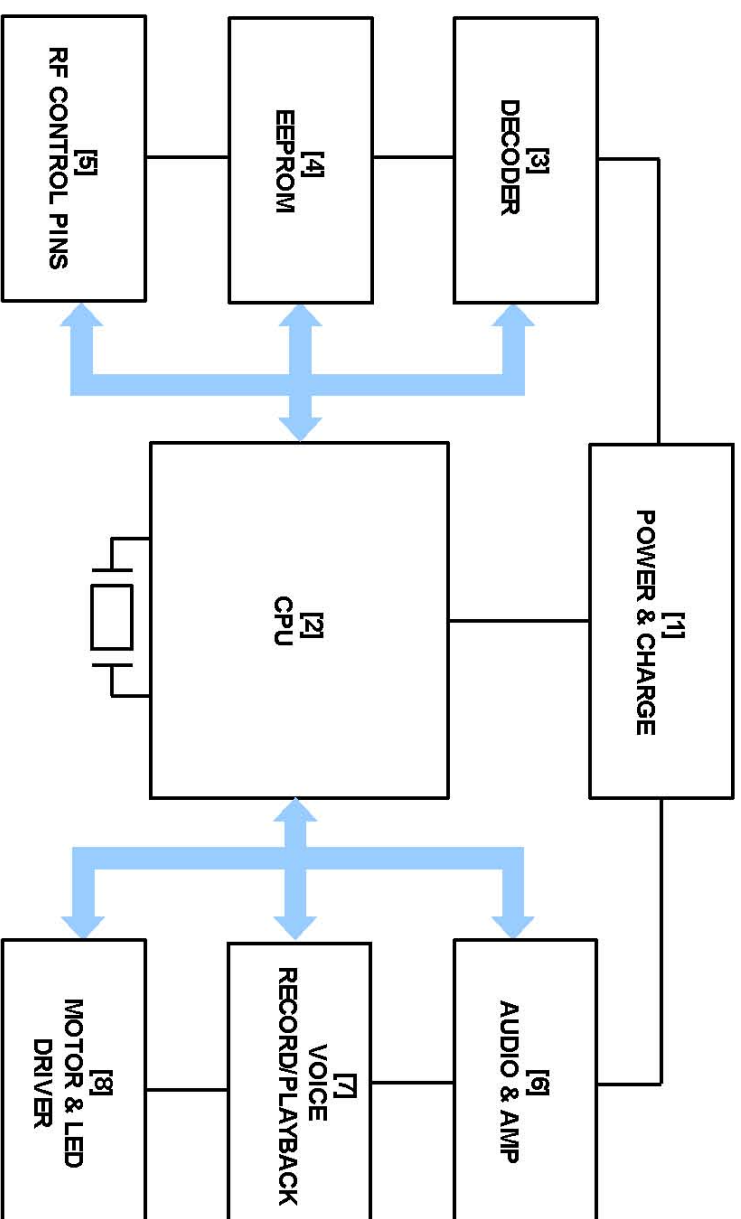 [1]
POWER & CHARGE
[3]
DECODER
[2]
CPU
[6]
AUDIO & AMP
[4]
EEPROM
[7]
VOICE
RECORD/PLAYBACK
[5]
RF CONTROL PINS
[8]
MOTOR & LED
DRIVER